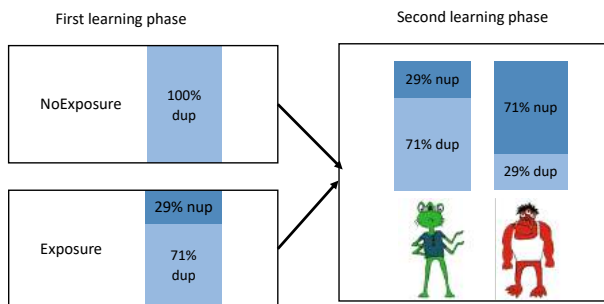 First learning phase
Second learning phase
NoExposure
100%
dup
Exposure
29% nup
71%
dup
29% nup
71% dup
71% nup
29% dup